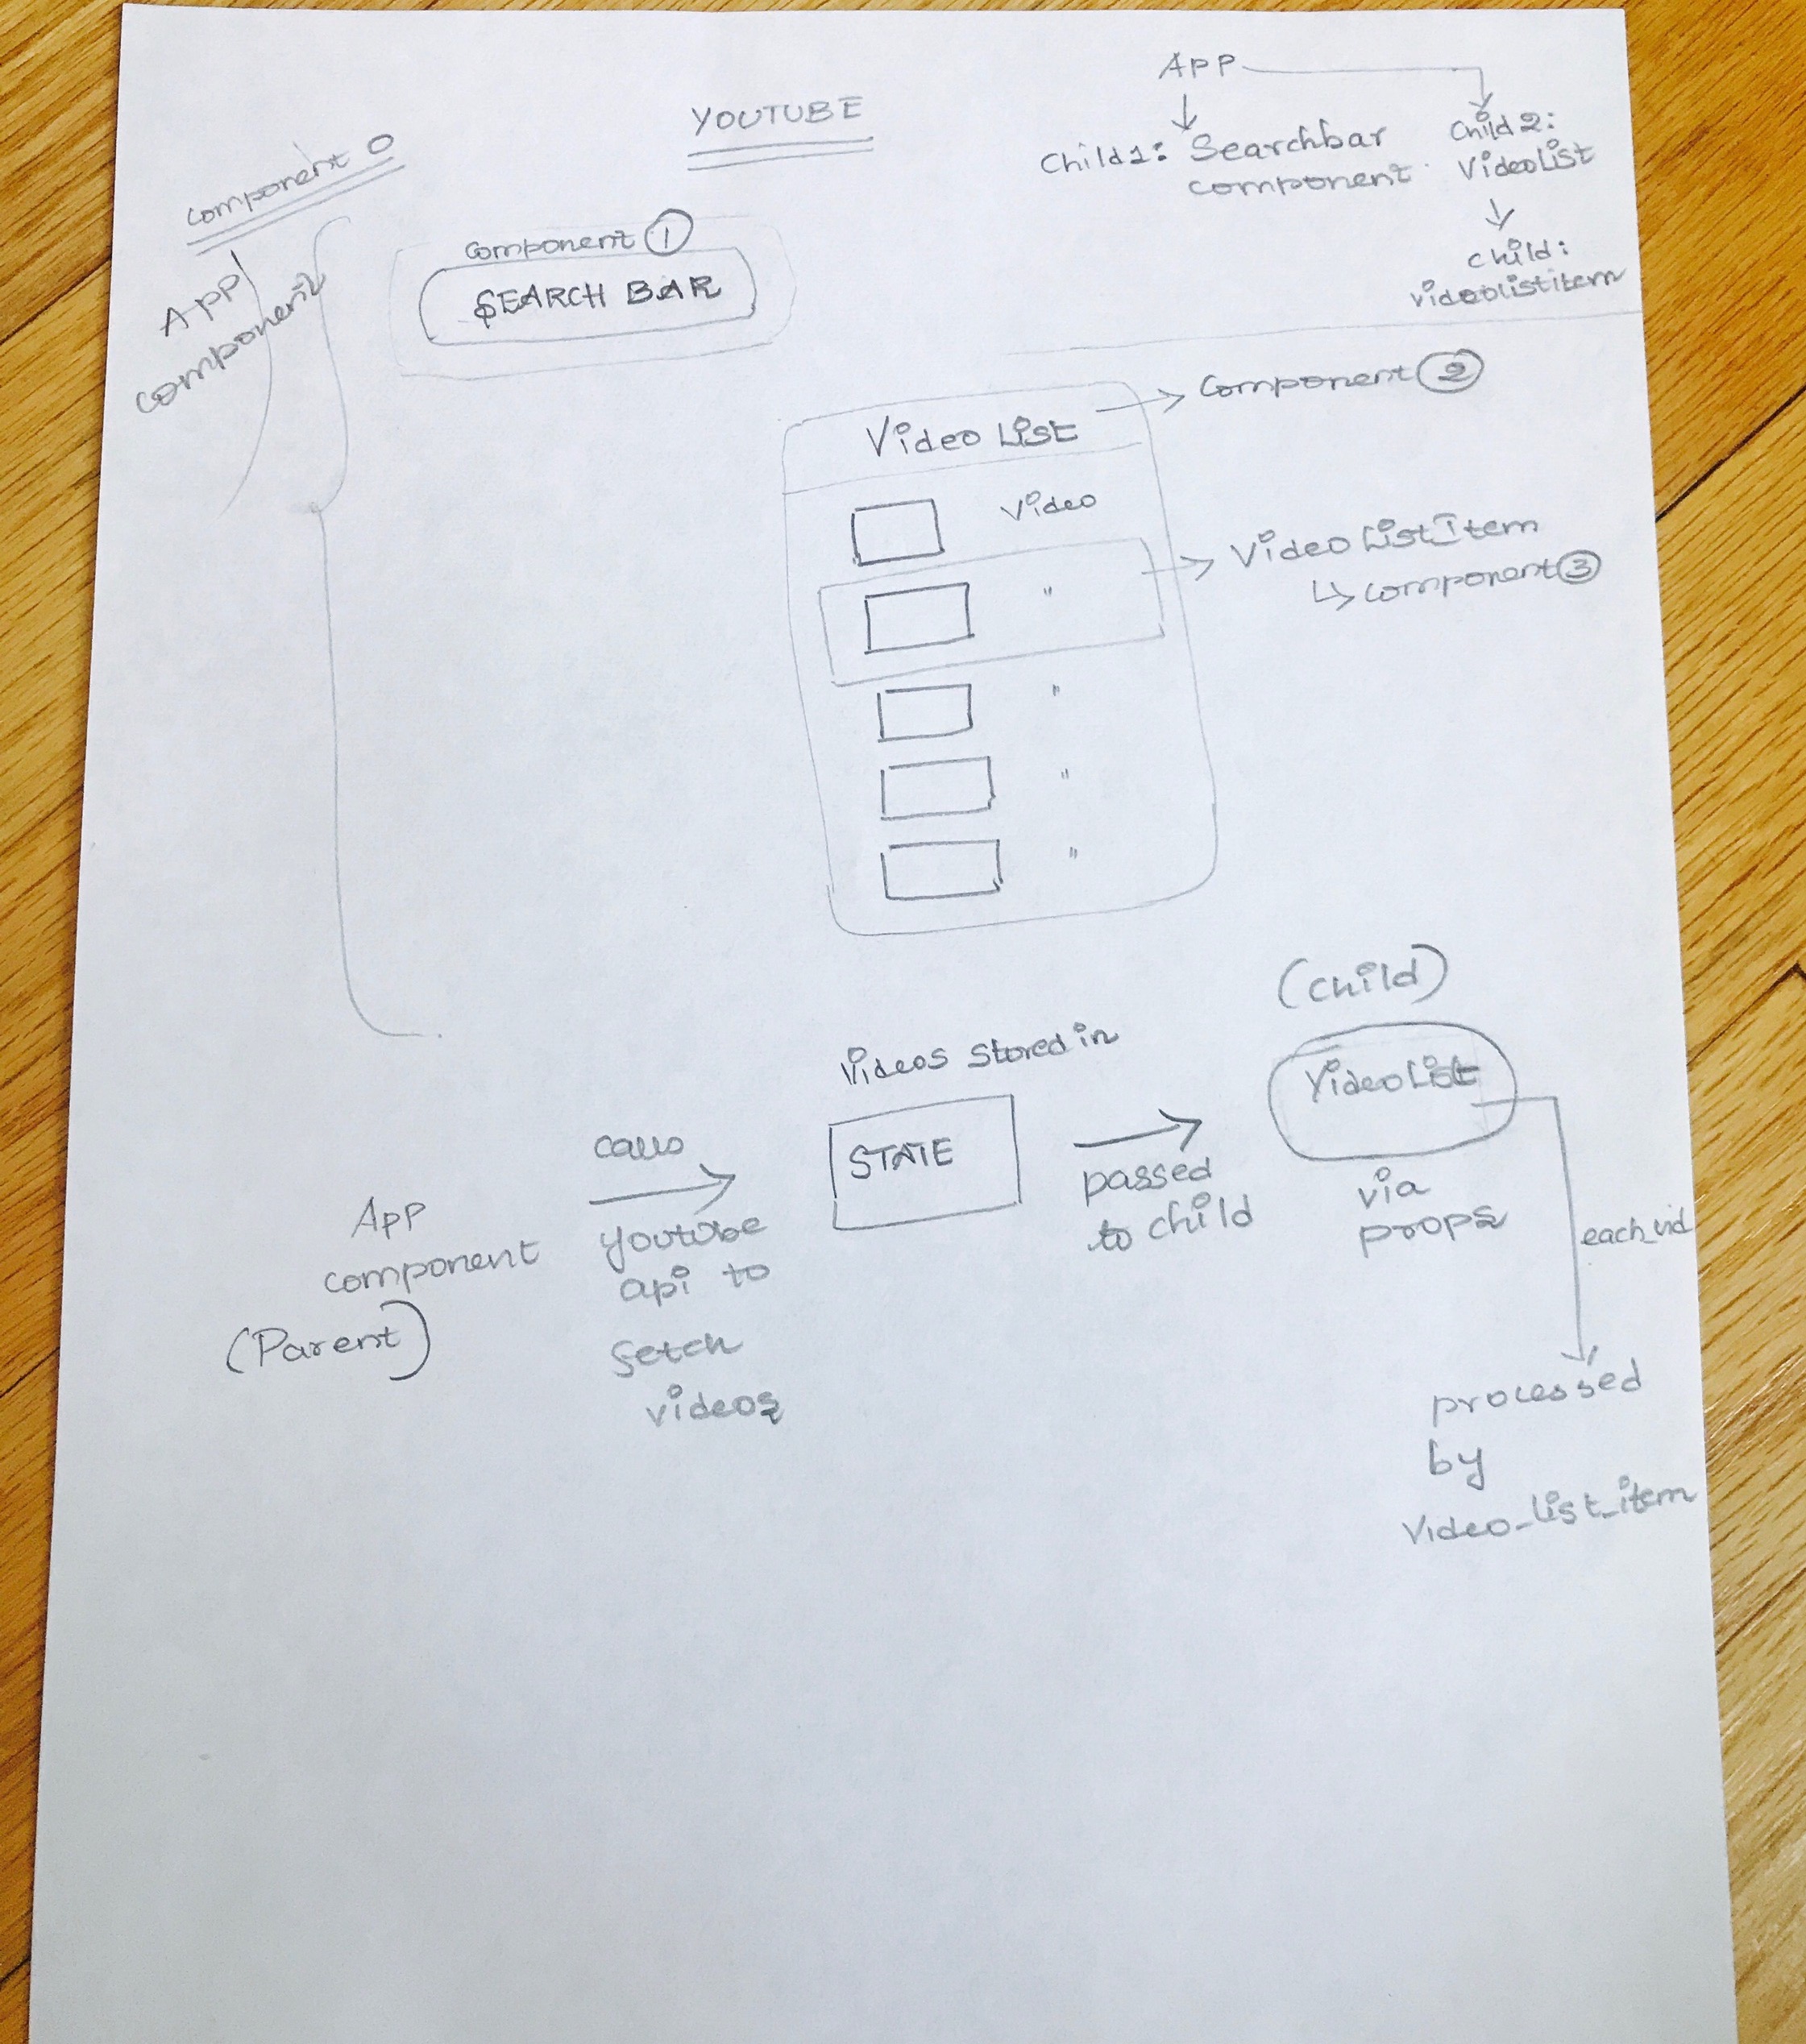 YOUTUBE
APP
Child1: Searchbar
component
Child 2:
VideoList
child:
videolistitem
component 0
App
component
component 1
SEARCH BAR
Video List
Component 2
Video
"
"
"
"
Video List_Item
↳ component 3
App
component
(Parent)
calls
youtube
api to
fetch
videos
Videos stored in
STATE
passed
to child
(child)
VideoList
via
props
each_vid
processed
by
Video_list_item